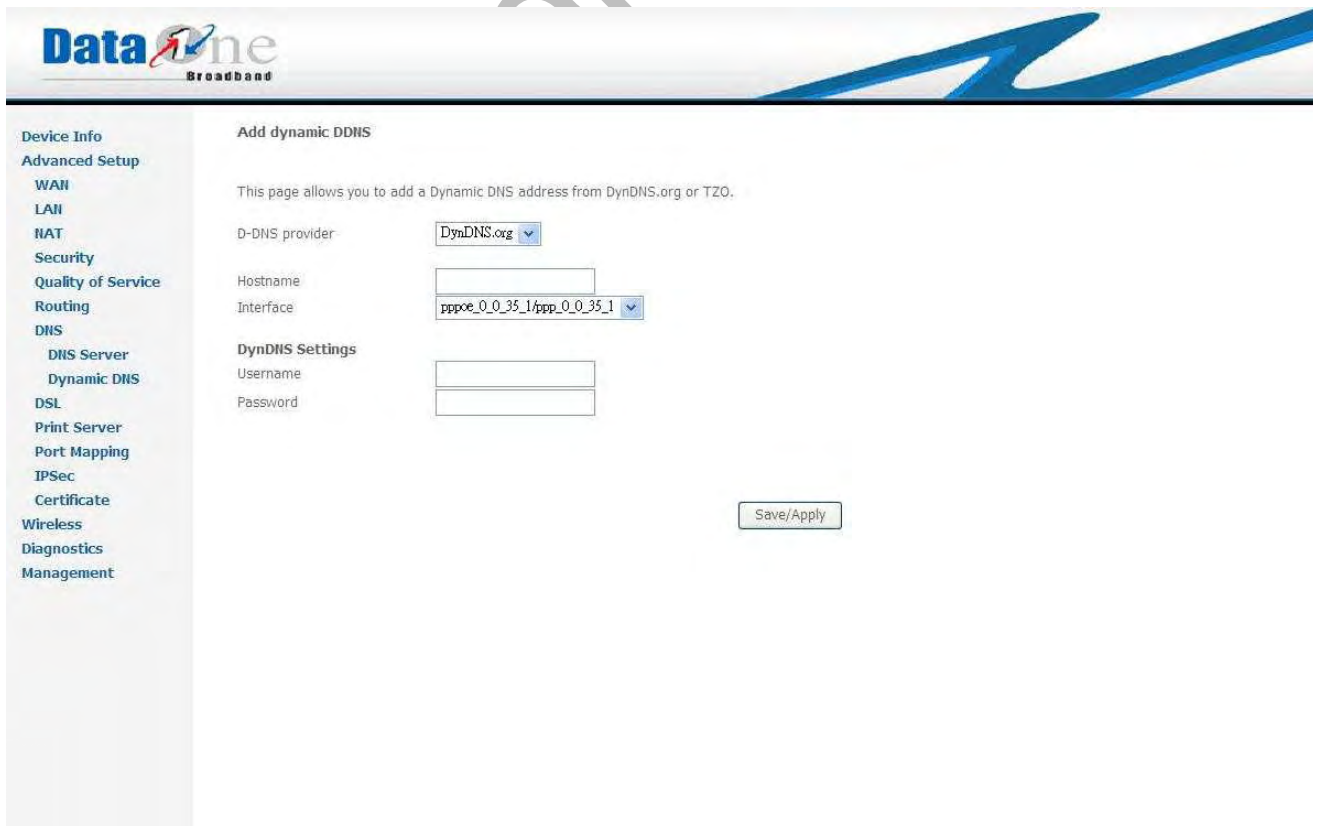 Data One
Broadband
Device Info
Advanced Setup
WAN
LAN
NAT
Security
Quality of Service
Routing
DNS
DNS Server
Dynamic DNS
DSL
Print Server
Port Mapping
IPSec
Certificate
Wireless
Diagnostics
Management
Add dynamic DDNS
This page allows you to add a Dynamic DNS address from DynDNS.org or TZO.
D-DNS provider DynDNS.org
Hostname
Interface pppoe_0_0_35_1/ppp_0_0_35_1
DynDNS Settings
Username
Password
Save/Apply